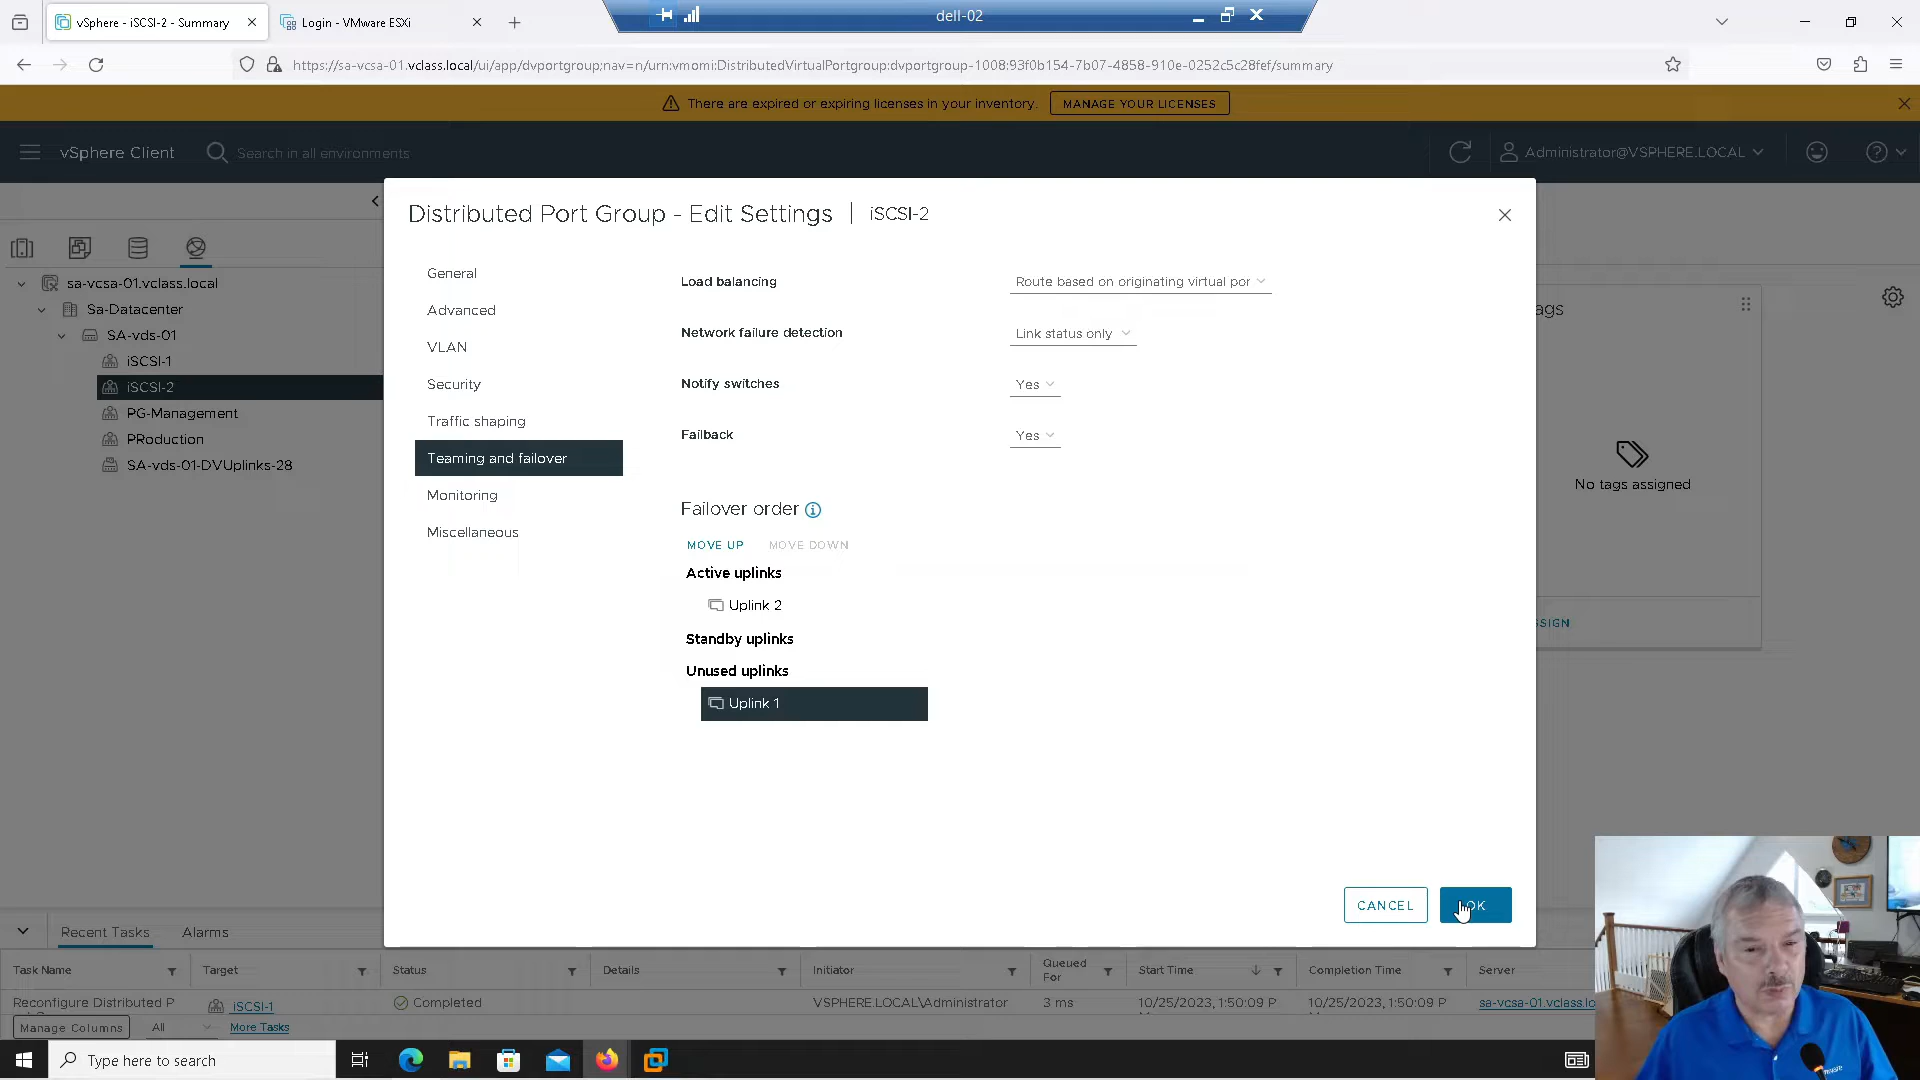 vSphere - iSCSI-2 - Summary
Login - VMware ESXi
dell-02
https://sa-vcsa-01.vclass.local/ui/app/dvportgroup;nav=n/urn:vmomi:DistributedVirtualPortgroup:dvportgroup-1008:93f0b154-7b07-4858-910e-0252c5c28fef/summary
There are expired or expiring licenses in your inventory.
MANAGE YOUR LICENSES
vSphere Client
Search in all environments
Administrator@VSPHERE.LOCAL
sa-vcsa-01.vclass.local
Sa-Datacenter
SA-vds-01
iSCSI-1
iSCSI-2
PG-Management
PRoduction
SA-vds-01-DVUplinks-28
Distributed Port Group - Edit Settings | iSCSI-2
General
Advanced
VLAN
Security
Traffic shaping
Teaming and failover
Monitoring
Miscellaneous
Load balancing
Route based on originating virtual por
Network failure detection
Link status only
Notify switches
Yes
Failback
Yes
Failover order
MOVE UP
MOVE DOWN
Active uplinks
Uplink 2
Standby uplinks
Unused uplinks
Uplink 1
CANCEL
OK
ags
No tags assigned
SSIGN
Recent Tasks
Alarms
Task Name
Target
Status
Details
Initiator
Queued For
Start Time
Completion Time
Server
Reconfigure Distributed P
iSCSI-1
Completed
VSPHERE.LOCAL\Administrator
3 ms
10/25/2023, 1:50:09 P
10/25/2023, 1:50:09 P
sa-vcsa-01.vclass.lo
Manage Columns
All
More Tasks
Type here to search